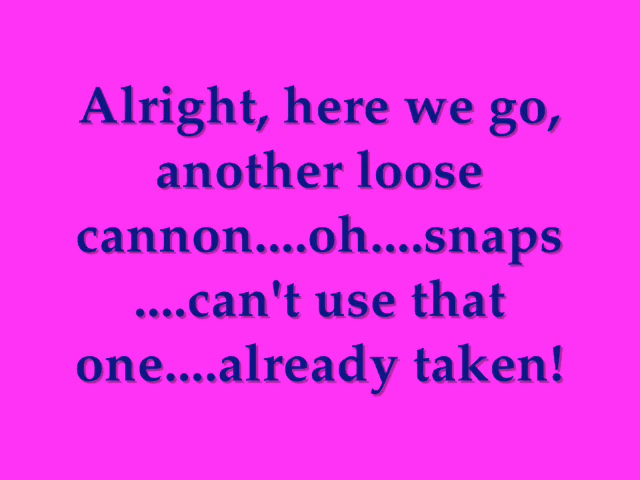 Alright, here we go,
another loose
cannon....oh....snaps
....can't use that
one....already taken!